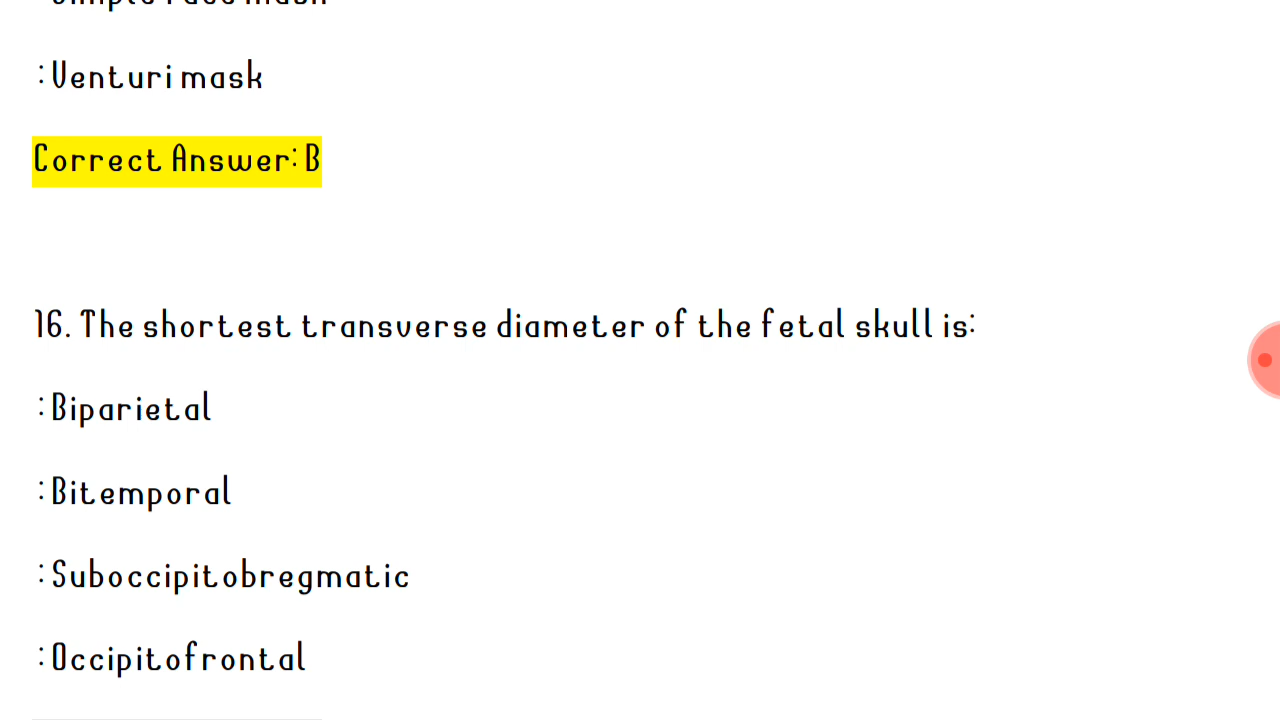 : Venturi mask
Correct Answer: B
16. The shortest transverse diameter of the fetal skull is:
: Biparietal
: Bitemporal
: Suboccipitobregmatic
: Occipitofrontal